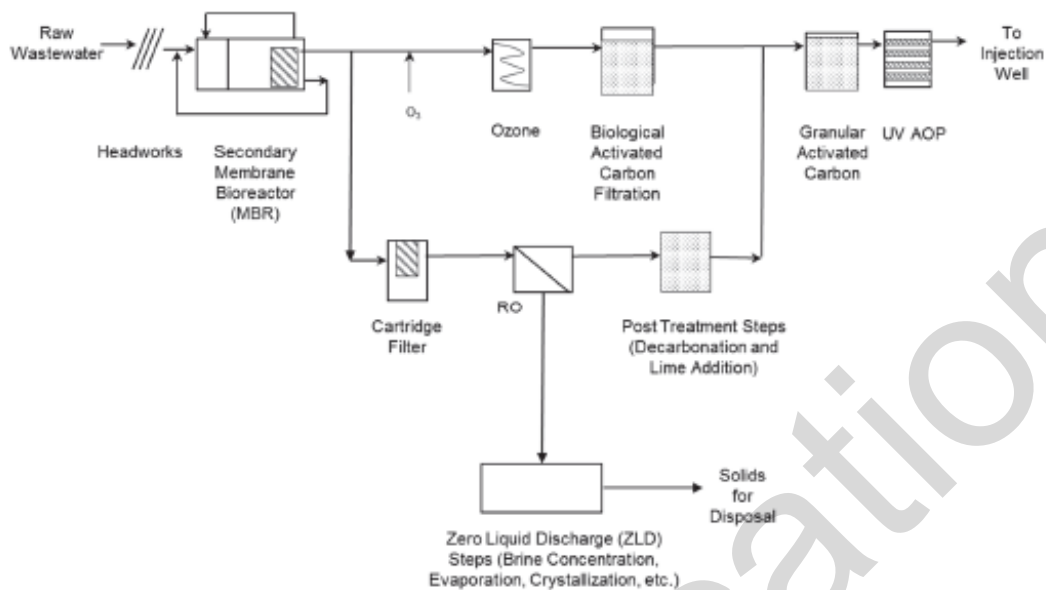 Raw
Wastewater
To
Injection
Well
O₃
Headworks
Secondary
Membrane
Bioreactor
(MBR)
Ozone
Biological
Activated
Carbon
Filtration
Granular
Activated
Carbon
UV AOP
Cartridge
Filter
RO
Post Treatment Steps
(Decarbonation and
Lime Addition)
Solids
for
Disposal
Zero Liquid Discharge (ZLD)
Steps (Brine Concentration,
Evaporation, Crystallization, etc.)
ation